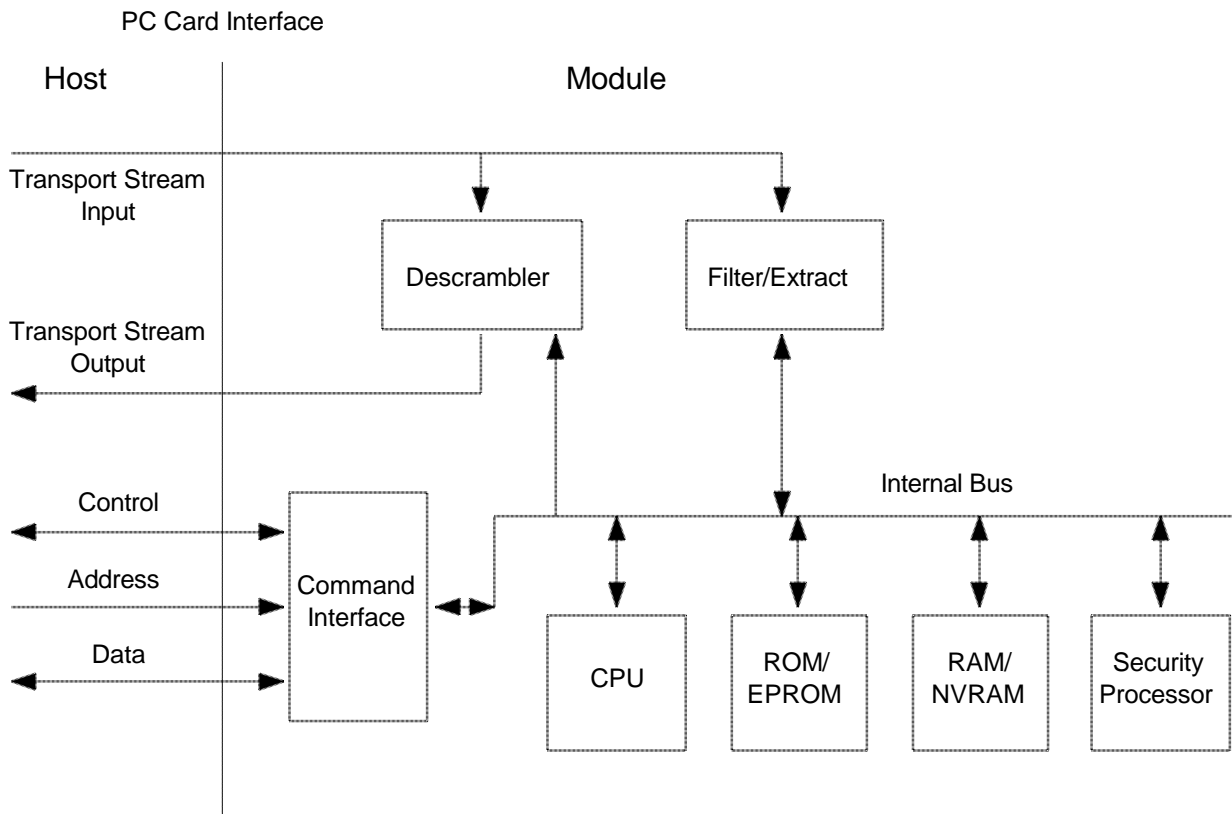 PC Card Interface
Host
Module
Transport Stream
Input
Descrambler
Filter/Extract
Transport Stream
Output
Internal Bus
Control
Address
Data
Command
Interface
CPU
ROM/
EPROM
RAM/
NVRAM
Security
Processor